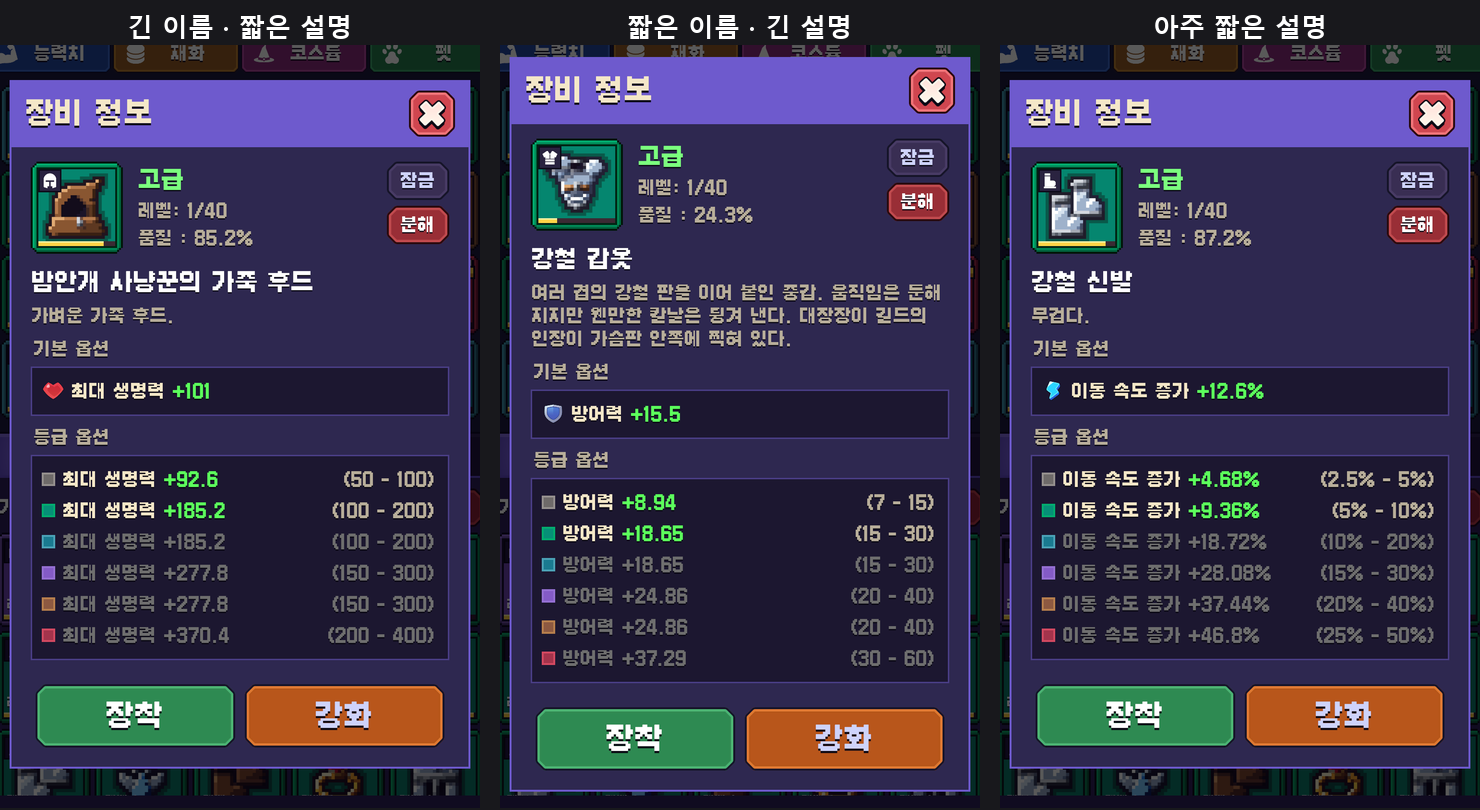 긴 이름 · 짧은 설명
능력치 재화 코스튬 펫
장비 정보
고급
레벨: 1/40
품질 : 85.2%
잠금
분해
밤안개 사냥꾼의 가죽 후드
가벼운 가죽 후드.
기본 옵션
최대 생명력 +101
등급 옵션
최대 생명력 +92.6 (50 - 100)
최대 생명력 +185.2 (100 - 200)
최대 생명력 +185.2 (100 - 200)
최대 생명력 +277.8 (150 - 300)
최대 생명력 +277.8 (150 - 300)
최대 생명력 +370.4 (200 - 400)
장착 강화
짧은 이름 · 긴 설명
능력치 재화 코스튬 펫
장비 정보
고급
레벨: 1/40
품질 : 24.3%
잠금
분해
강철 갑옷
여러 겹의 강철 판을 이어 붙인 중갑. 움직임은 둔해
지지만 웬만한 칼날은 튕겨 낸다. 대장장이 길드의
인장이 가슴판 안쪽에 찍혀 있다.
기본 옵션
방어력 +15.5
등급 옵션
방어력 +8.94 (7 - 15)
방어력 +18.65 (15 - 30)
방어력 +18.65 (15 - 30)
방어력 +24.86 (20 - 40)
방어력 +24.86 (20 - 40)
방어력 +37.29 (30 - 60)
장착 강화
아주 짧은 설명
능력치 재화 코스튬 펫
장비 정보
고급
레벨: 1/40
품질 : 87.2%
잠금
분해
강철 신발
무겁다.
기본 옵션
이동 속도 증가 +12.6%
등급 옵션
이동 속도 증가 +4.68% (2.5% - 5%)
이동 속도 증가 +9.36% (5% - 10%)
이동 속도 증가 +18.72% (10% - 20%)
이동 속도 증가 +28.08% (15% - 30%)
이동 속도 증가 +37.44% (20% - 40%)
이동 속도 증가 +46.8% (25% - 50%)
장착 강화